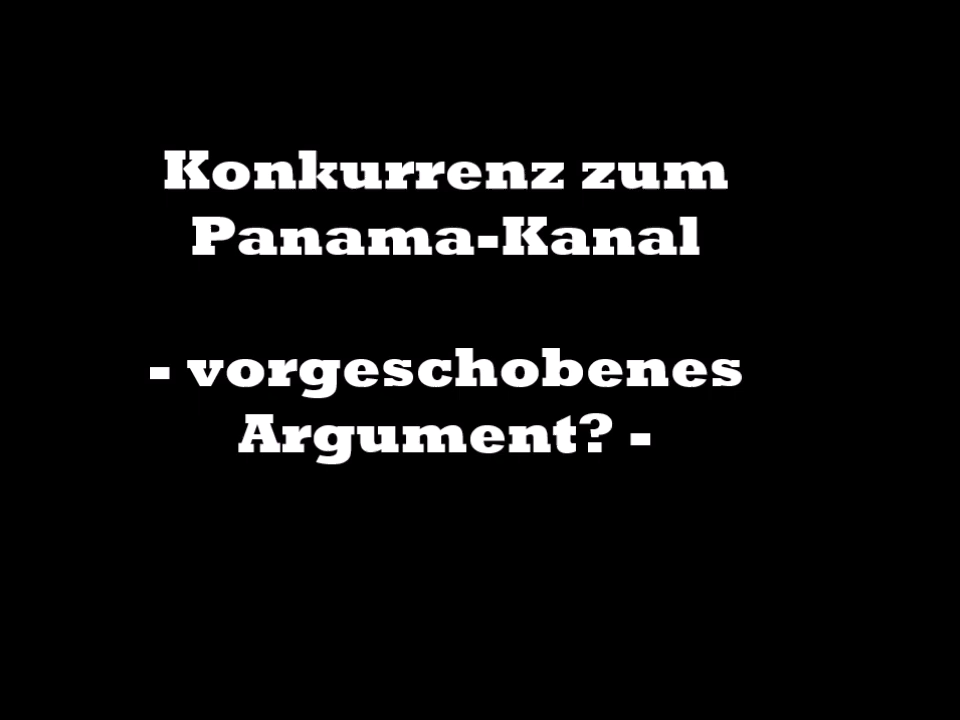 Konkurrenz zum
Panama-Kanal
- vorgeschobenes
Argument? -